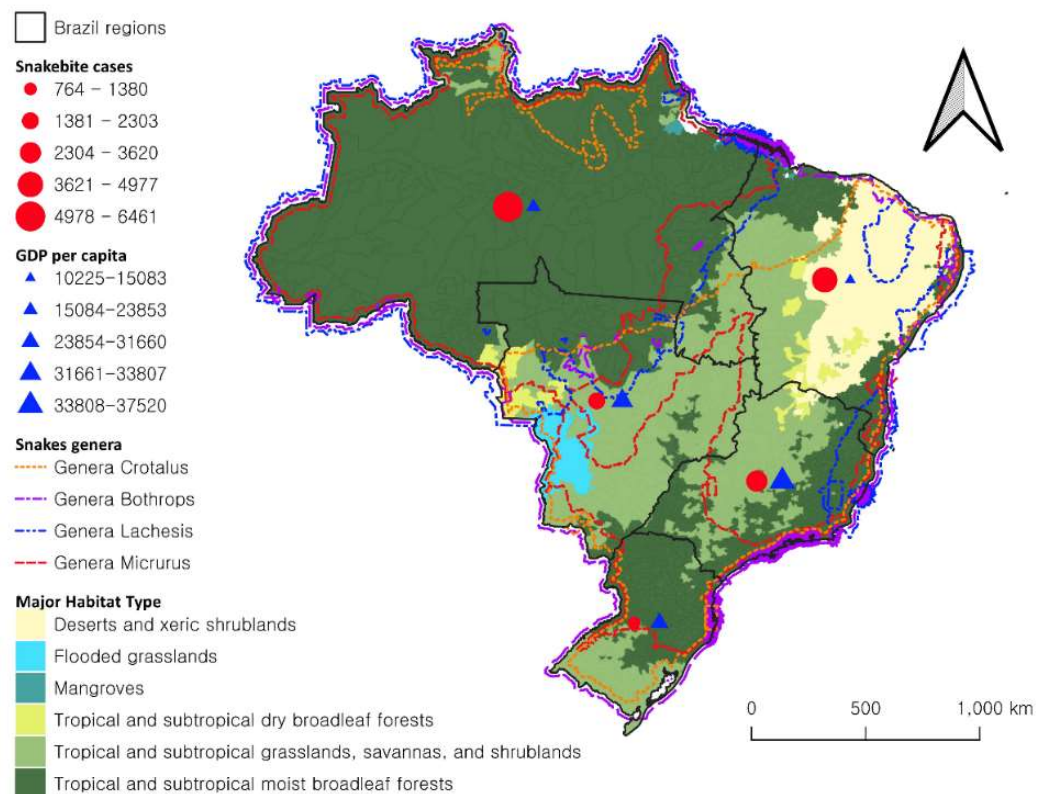 Brazil regions
Snakebite cases
764 – 1380
1381 – 2303
2304 – 3620
3621 – 4977
4978 – 6461
GDP per capita
10225–15083
15084–23853
23854–31660
31661–33807
33808–37520
Snakes genera
Genera Crotalus
Genera Bothrops
Genera Lachesis
Genera Micrurus
Major Habitat Type
Deserts and xeric shrublands
Flooded grasslands
Mangroves
Tropical and subtropical dry broadleaf forests
Tropical and subtropical grasslands, savannas, and shrublands
Tropical and subtropical moist broadleaf forests
0 500 1,000 km